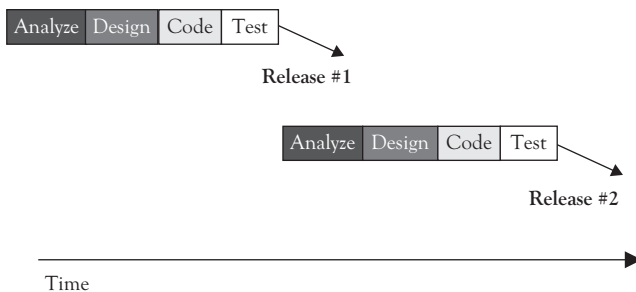 Analyze Design Code Test
Release #1
Analyze Design Code Test
Release #2
Time